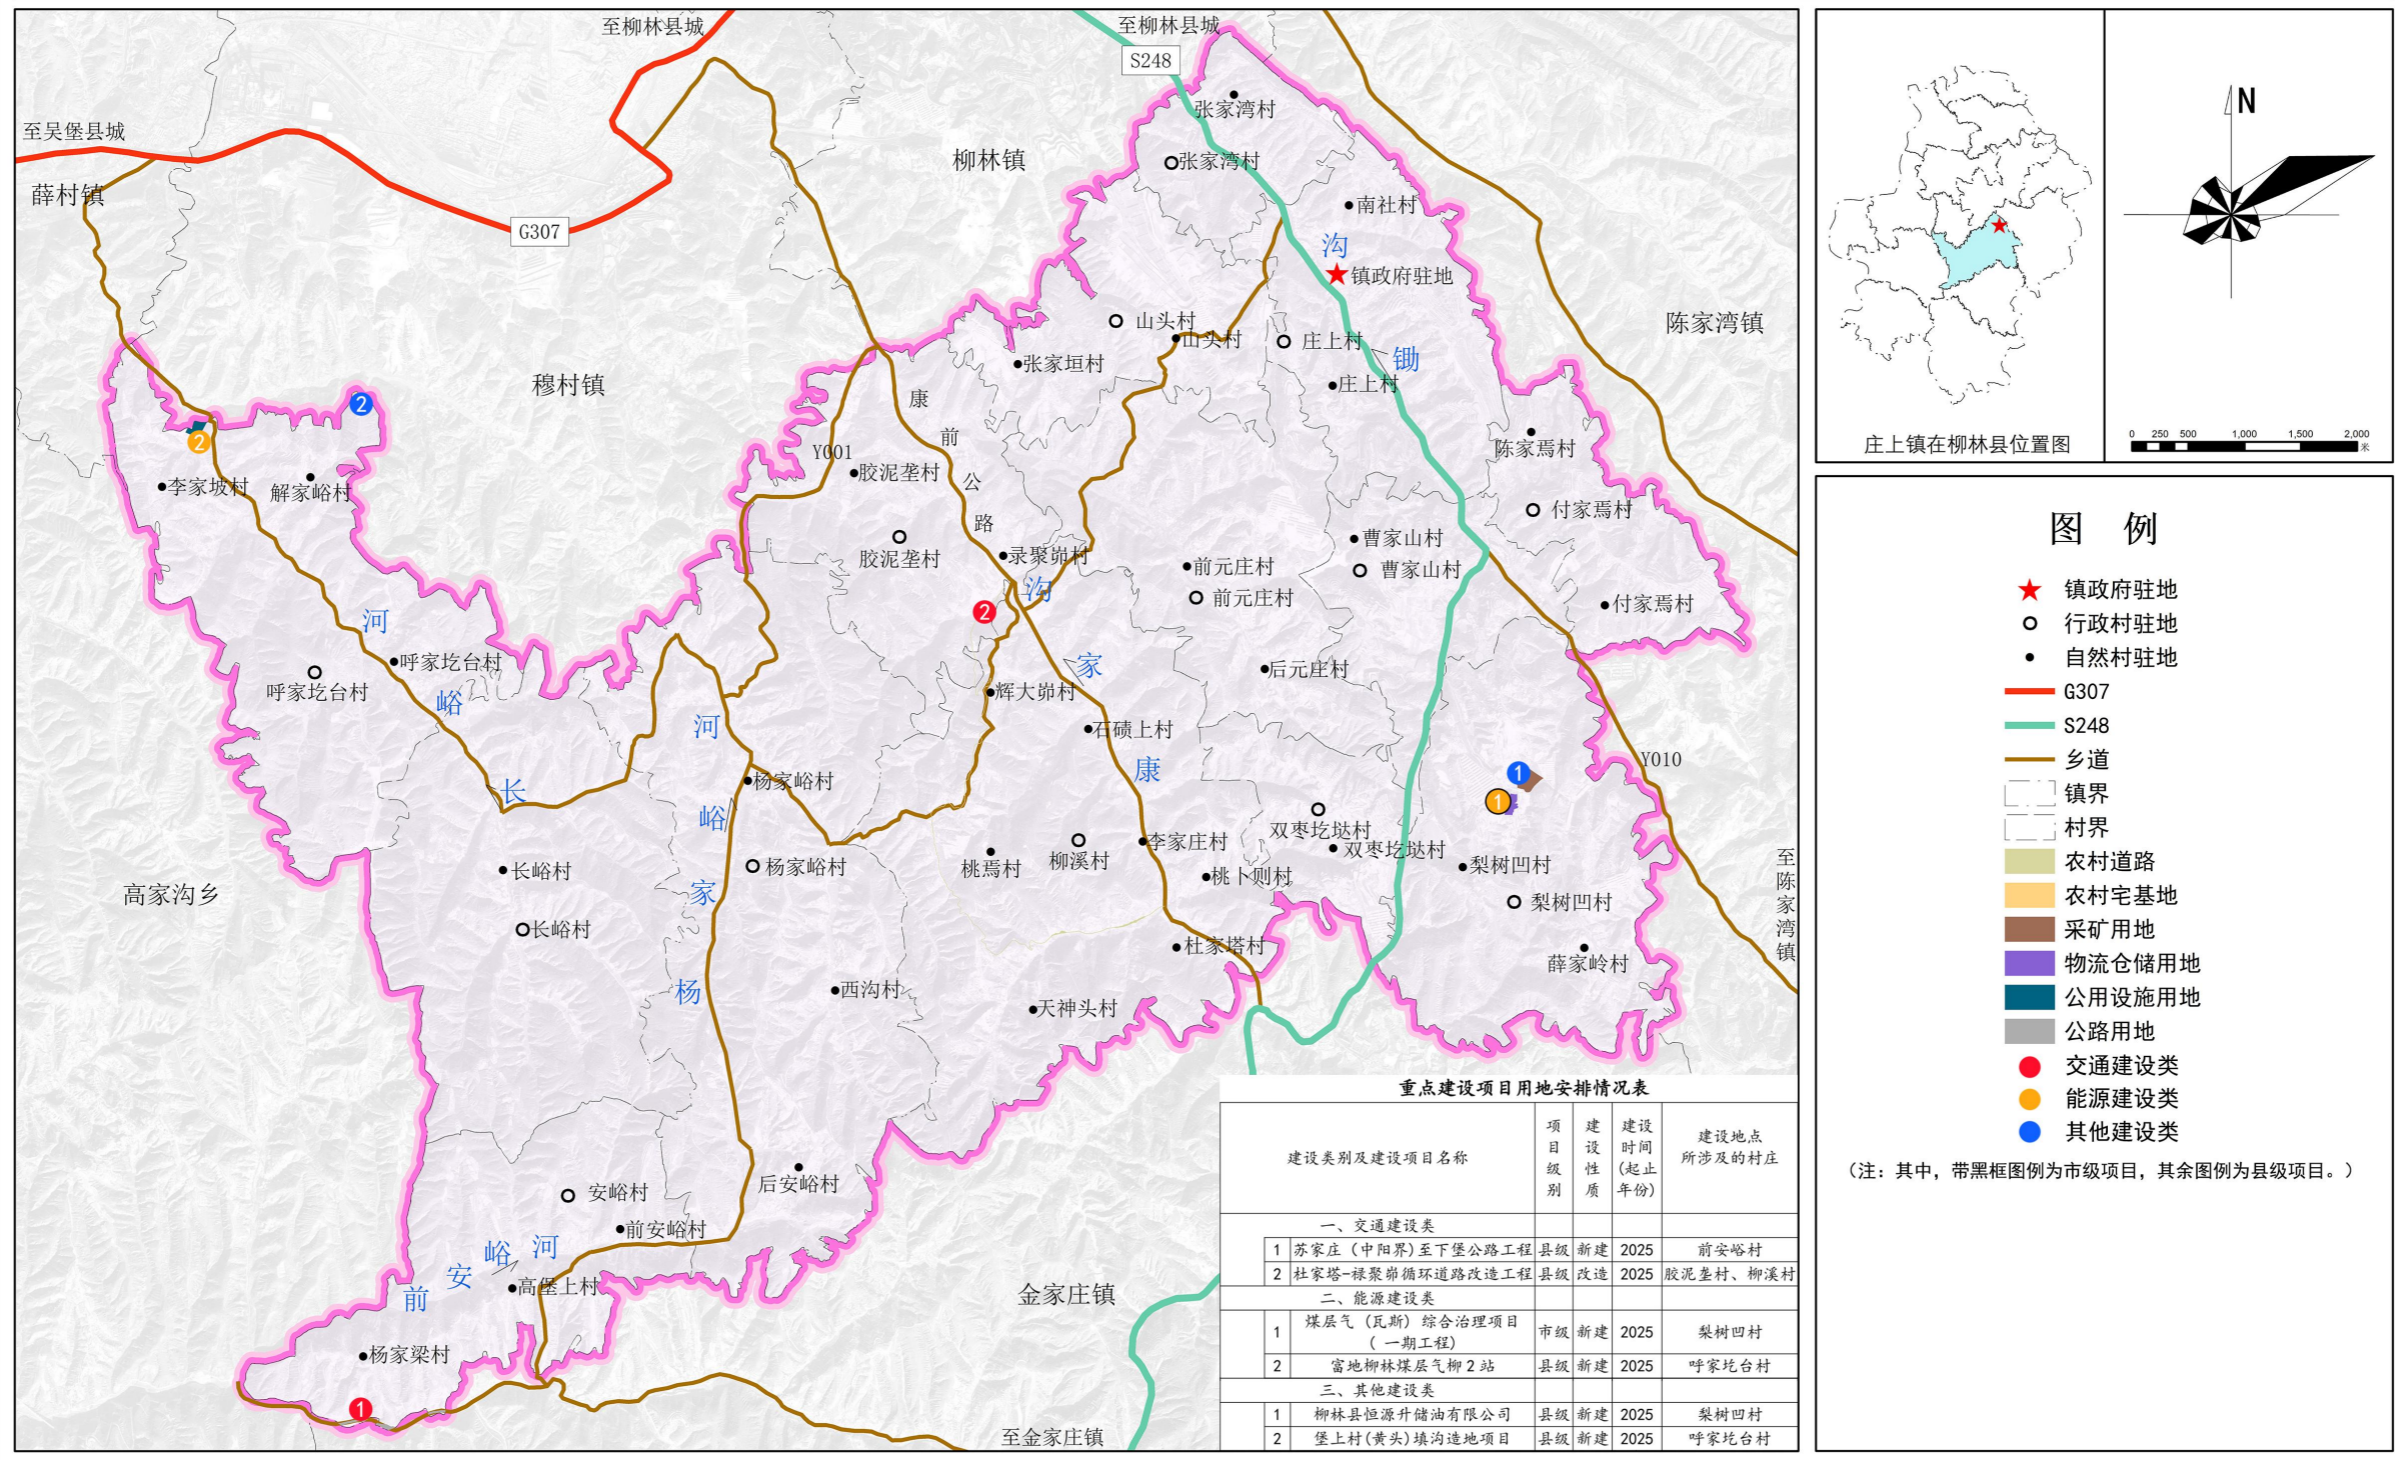 至柳林县城
至柳林县城
S248
张家湾村
至吴堡县城
柳林镇
张家湾村
薛村镇
南社村
G307
沟
镇政府驻地
山头村
山头村
庄上村
陈家湾镇
张家垣村
锄
穆村镇
庄上村
康
前
公
路
Y001
陈家焉村
胶泥垄村
李家坡村
解家峪村
付家焉村
胶泥垄村
录聚峁村
曹家山村
前元庄村
曹家山村
沟
前元庄村
付家焉村
河
呼家圪台村
家
后元庄村
呼家圪台村
峪
辉大峁村
河
石碛上村
Y010
康
长
杨家峪村
峪
双枣圪垯村
双枣圪垯村
李家庄村
柳溪村
桃焉村
杨家峪村
长峪村
桃卜则村
梨树凹村
梨树凹村
至陈家湾镇
高家沟乡
家
长峪村
杜家塔村
薛家岭村
杨
西沟村
天神头村
后安峪村
安峪村
前安峪村
前
安
峪
河
高堡上村
金家庄镇
杨家梁村
至金家庄镇
2
2
2
1
1
1
重点建设项目用地安排情况表
建设类别及建设项目名称 项目级别 建设性质 建设时间(起止年份) 建设地点所涉及的村庄
一、交通建设类
1 苏家庄（中阳界)至下堡公路工程 县级 新建 2025 前安峪村
2 杜家塔-禄聚峁循环道路改造工程 县级 改造 2025 胶泥垄村、柳溪村
二、能源建设类
1 煤层气（瓦斯）综合治理项目（一期工程) 市级 新建 2025 梨树凹村
2 富地柳林煤层气柳2站 县级 新建 2025 呼家圪台村
三、其他建设类
1 柳林县恒源升储油有限公司 县级 新建 2025 梨树凹村
2 堡上村(黄头)填沟造地项目 县级 新建 2025 呼家圪台村
庄上镇在柳林县位置图
N
0 250 500 1,000 1,500 2,000
米
图 例
镇政府驻地
行政村驻地
自然村驻地
G307
S248
乡道
镇界
村界
农村道路
农村宅基地
采矿用地
物流仓储用地
公用设施用地
公路用地
交通建设类
能源建设类
其他建设类
（注：其中，带黑框图例为市级项目，其余图例为县级项目。）